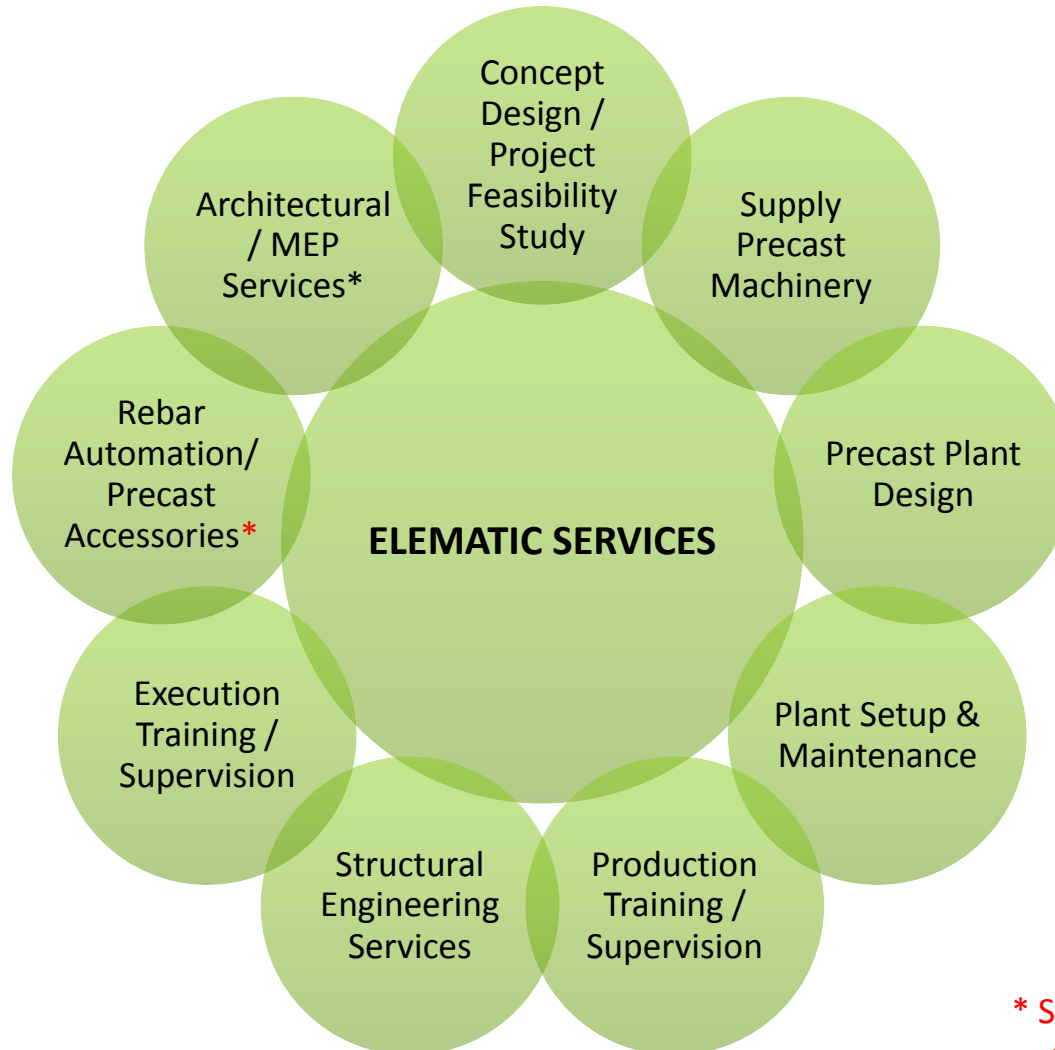 Concept
Design /
Project
Feasibility
Study
Supply
Precast
Machinery
Precast Plant
Design
Plant Setup &
Maintenance
Production
Training /
Supervision
Structural
Engineering
Services
Execution
Training /
Supervision
Rebar
Automation/
Precast
Accessories*
Architectural
/ MEP
Services*
ELEMATIC SERVICES
* S